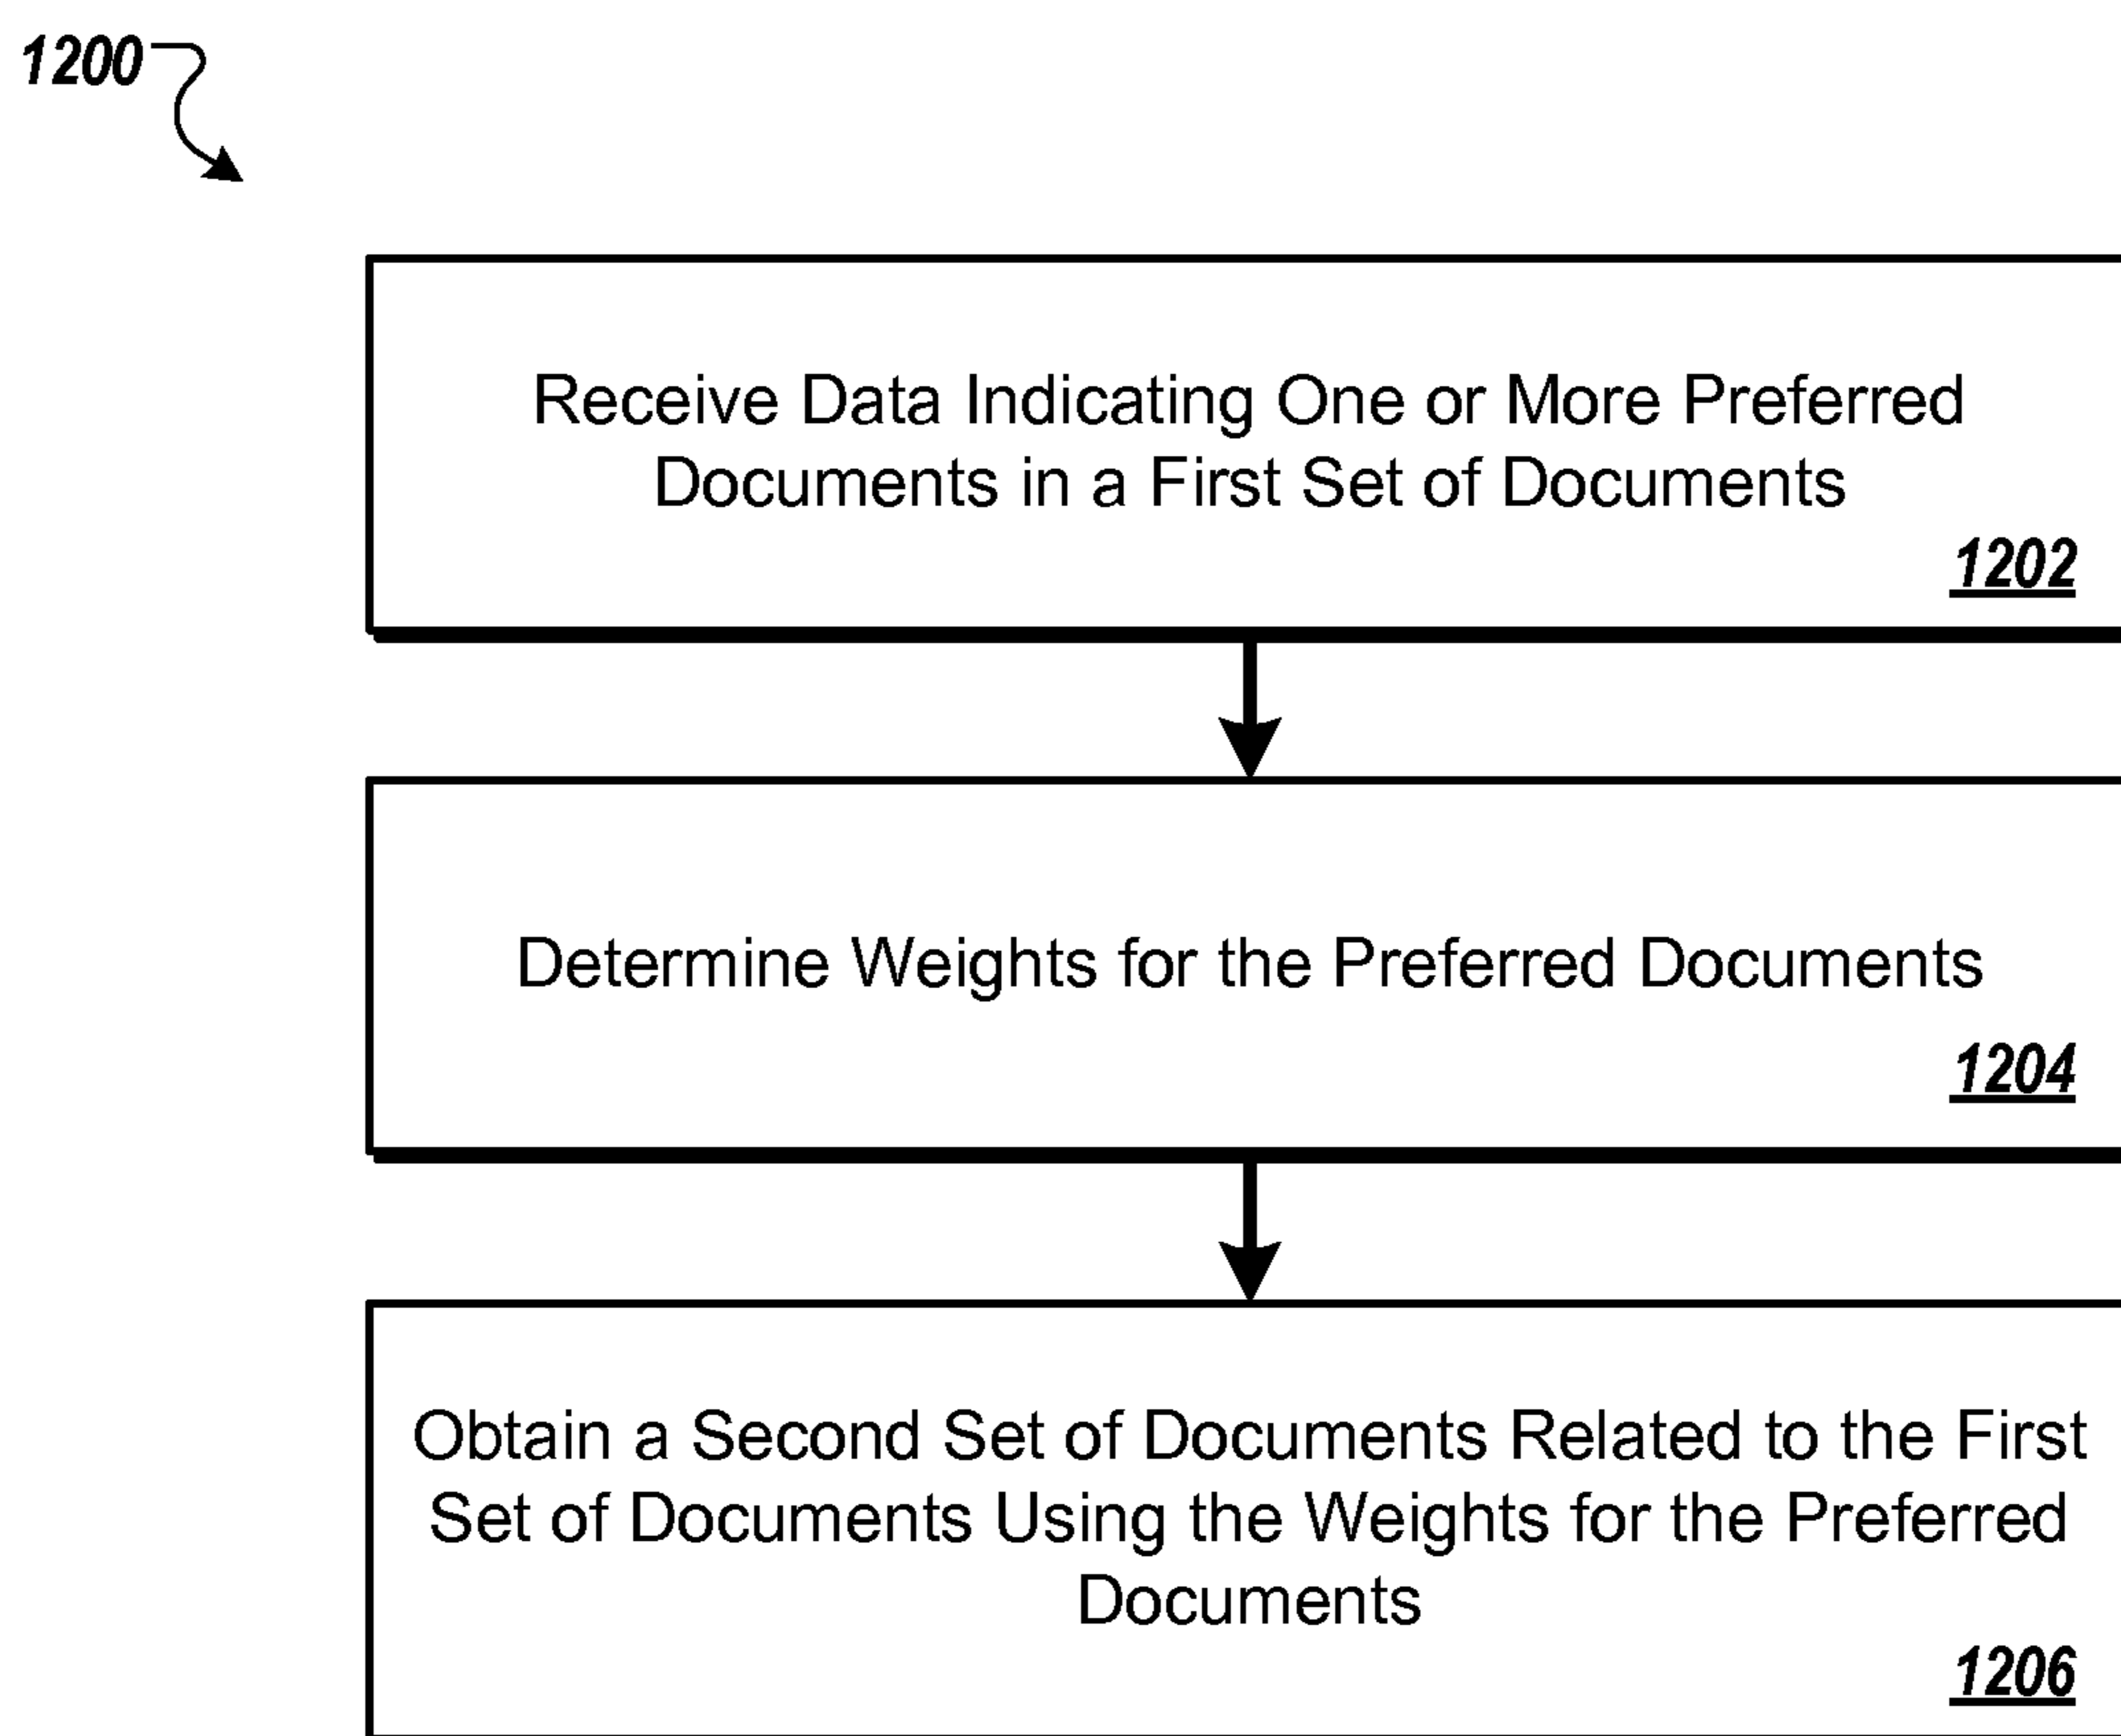 1200
Receive Data Indicating One or More Preferred
Documents in a First Set of Documents
1202
Determine Weights for the Preferred Documents
1204
Obtain a Second Set of Documents Related to the First
Set of Documents Using the Weights for the Preferred
Documents
1206